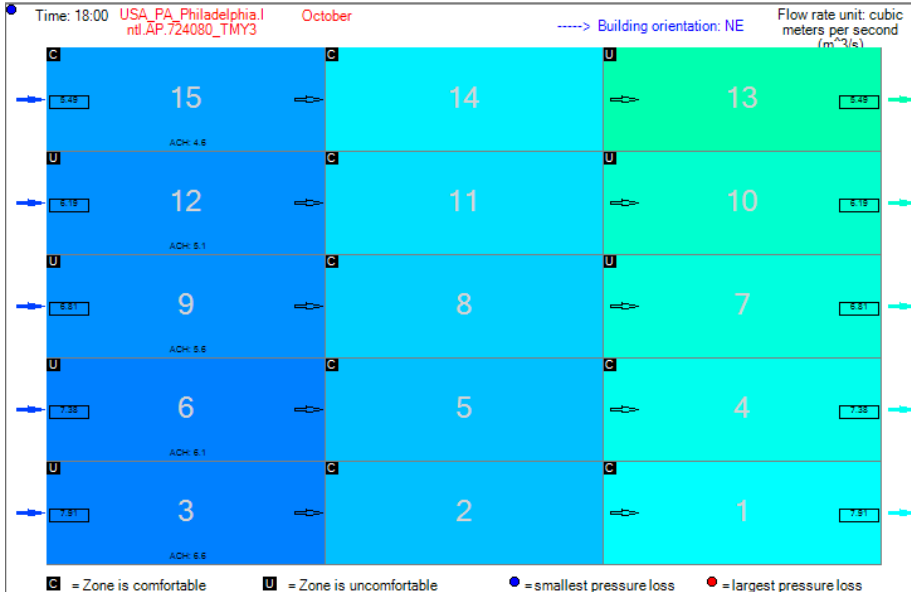 Time: 18:00 USA_PA_Philadelphia.I October Flow rate unit: cubic
ntl.AP.724080_TMY3 -----> Building orientation: NE meters per second
(m^3/s)
C C U
5.49 15 14 13 5.49
ACH: 4.6
U C U
6.19 12 11 10 6.19
ACH: 5.1
U C U
6.81 9 8 7 6.81
ACH: 5.6
U C C
7.38 6 5 4 7.38
ACH: 6.1
U C C
7.91 3 2 1 7.91
ACH: 6.6
C = Zone is comfortable U = Zone is uncomfortable =smallest pressure loss =largest pressure loss